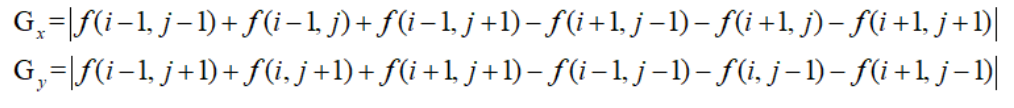 G_x=|f(i−1, j−1)+f(i−1, j)+f(i−1, j+1)−f(i+1, j−1)−f(i+1, j)−f(i+1, j+1)|
G_y=|f(i−1, j+1)+f(i, j+1)+f(i+1, j+1)−f(i−1, j−1)−f(i, j−1)−f(i+1, j−1)|